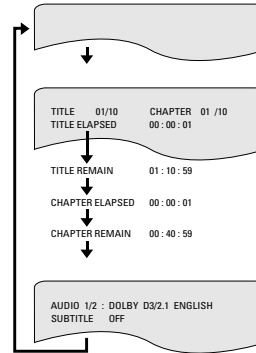 TITLE 01/10 CHAPTER 01 /10
TITLE ELAPSED 00 : 00 : 01
TITLE REMAIN 01 : 10 : 59
CHAPTER ELAPSED 00 : 00 : 01
CHAPTER REMAIN 00 : 40 : 59
AUDIO 1/2 : DOLBY D3/2.1 ENGLISH
SUBTITLE OFF